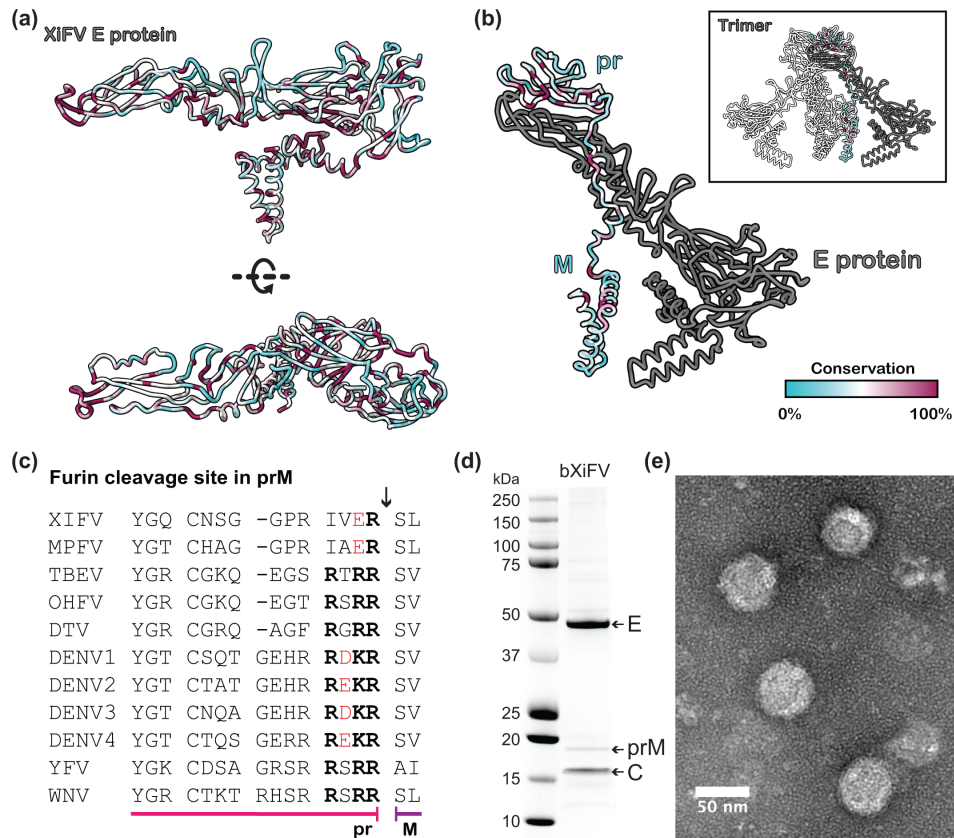 (a)
XiFV E protein
(b)
pr
M
E protein
Trimer
Conservation
0% 100%
(c)
Furin cleavage site in prM
↓
XIFV YGQ CNSG -GPR IVER SL
MPFV YGT CHAG -GPR IAER SL
TBEV YGR CGKQ -EGS RTRR SV
OHFV YGR CGKQ -EGT RSRR SV
DTV YGR CGRQ -AGF RGRR SV
DENV1 YGT CSQT GEHR RDKR SV
DENV2 YGT CTAT GEHR REKR SV
DENV3 YGT CNQA GEHR RDKR SV
DENV4 YGT CTQS GERR REKR SV
YFV YGK CDSA GRSR RSRR AI
WNV YGR CTKT RHSR RSRR SL
pr M
(d)
kDa bXiFV
250
150
100
75
50
37
25
20
15
10
←E
←prM
←C
(e)
50 nm